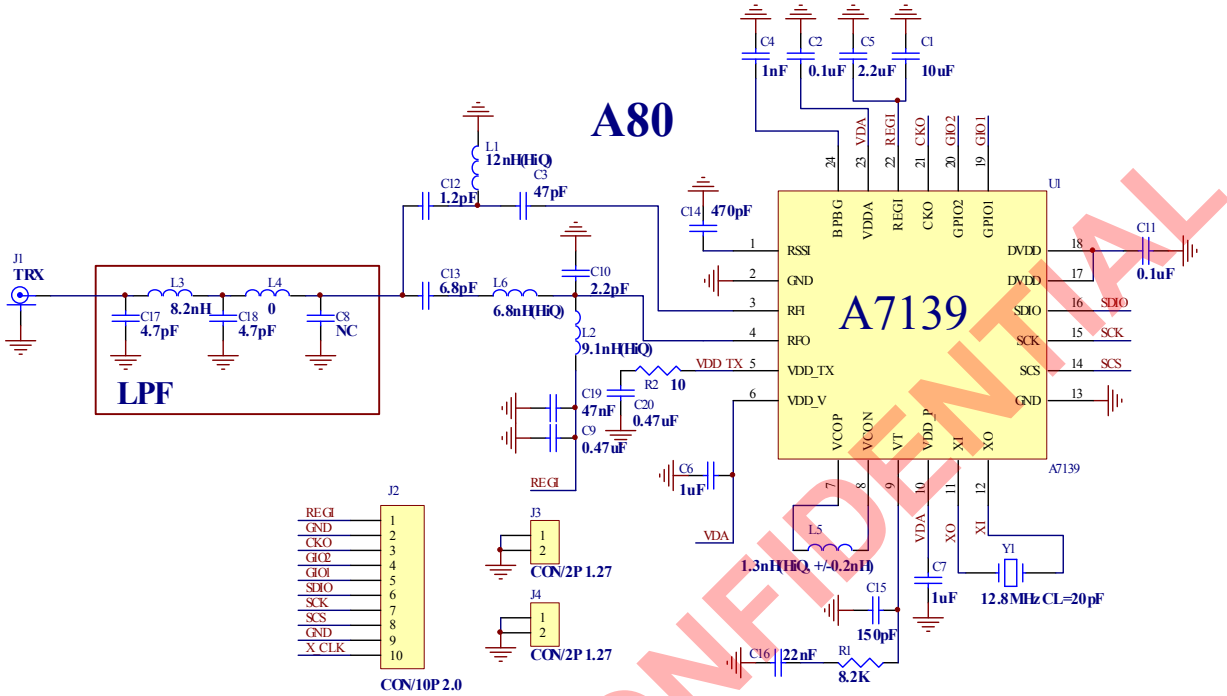 C4
1nF
C2
0.1uF
C5
2.2uF
C1
10uF
A80
L1
12nH(HiQ)
C3
47pF
C12
1.2pF
VDA
REGI
CKO
GIO2
GIO1
24
23
22
21
20
19
U1
BPBG
VDDA
REGI
CKO
GPIO2
GPIO1
C14
470pF
1
RSSI
2
GND
3
RFI
4
RFO
5
VDD_TX
6
VDD_V
A7139
DVDD
18
DVDD
17
SDIO
16
SDIO
SCK
15
SCK
SCS
14
SCS
GND
13
C11
0.1uF
J1
TRX
L3
8.2nH
L4
0
C17
4.7pF
C18
4.7pF
C8
NC
LPF
C13
6.8pF
L6
6.8nH(HiQ)
C10
2.2pF
L2
9.1nH(HiQ)
VDD_TX
R2
10
C19
47nF
C20
0.47uF
C9
0.47uF
REGI
C6
1uF
VDA
VCOP
VCON
VT
VDD_P
XI
XO
A7139
7
8
9
10
11
12
VDA
XO
XI
L5
1.3nH(HiQ, +/-0.2nH)
C7
1uF
Y1
12.8MHz CL=20pF
C15
150pF
C16
22nF
R1
8.2K
J2
REGI
1
GND
2
CKO
3
GIO2
4
GIO1
5
SDIO
6
SCK
7
SCS
8
GND
9
X_CLK
10
CON/10P 2.0
J3
1
2
CON/2P 1.27
J4
1
2
CON/2P 1.27
ONFIDENTIAL